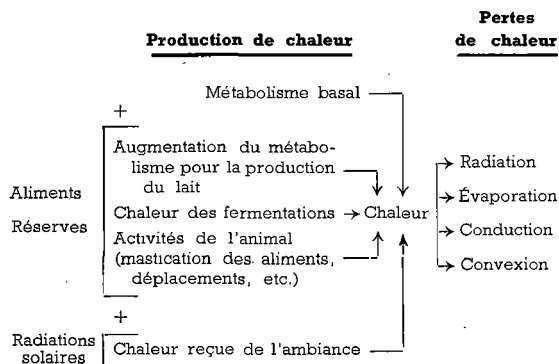 Production de chaleur
Pertes
de chaleur
Métabolisme basal
+
Augmentation du métabo-
lisme pour la production
du lait
Aliments
Réserves
Chaleur des fermentations → Chaleur
Activités de l'animal
(mastication des aliments,
déplacements, etc.)
→ Radiation
→ Évaporation
→ Conduction
→ Convexion
+
Radiations
solaires
Chaleur reçue de l'ambiance